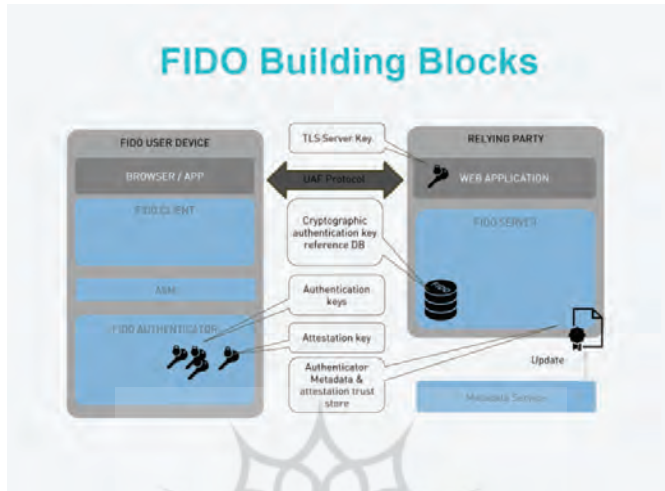 FIDO Building Blocks
FIDO USER DEVICE
BROWSER / APP
FIDO CLIENT
ASM
FIDO AUTHENTICATOR
TLS Server Key
UAF Protocol
Cryptographic
authentication key
reference DB
Authentication
keys
Attestation key
Authenticator
Metadata &
attestation trust
store
RELYING PARTY
WEB APPLICATION
FIDO SERVER
FIDO
Update
Metadata Service